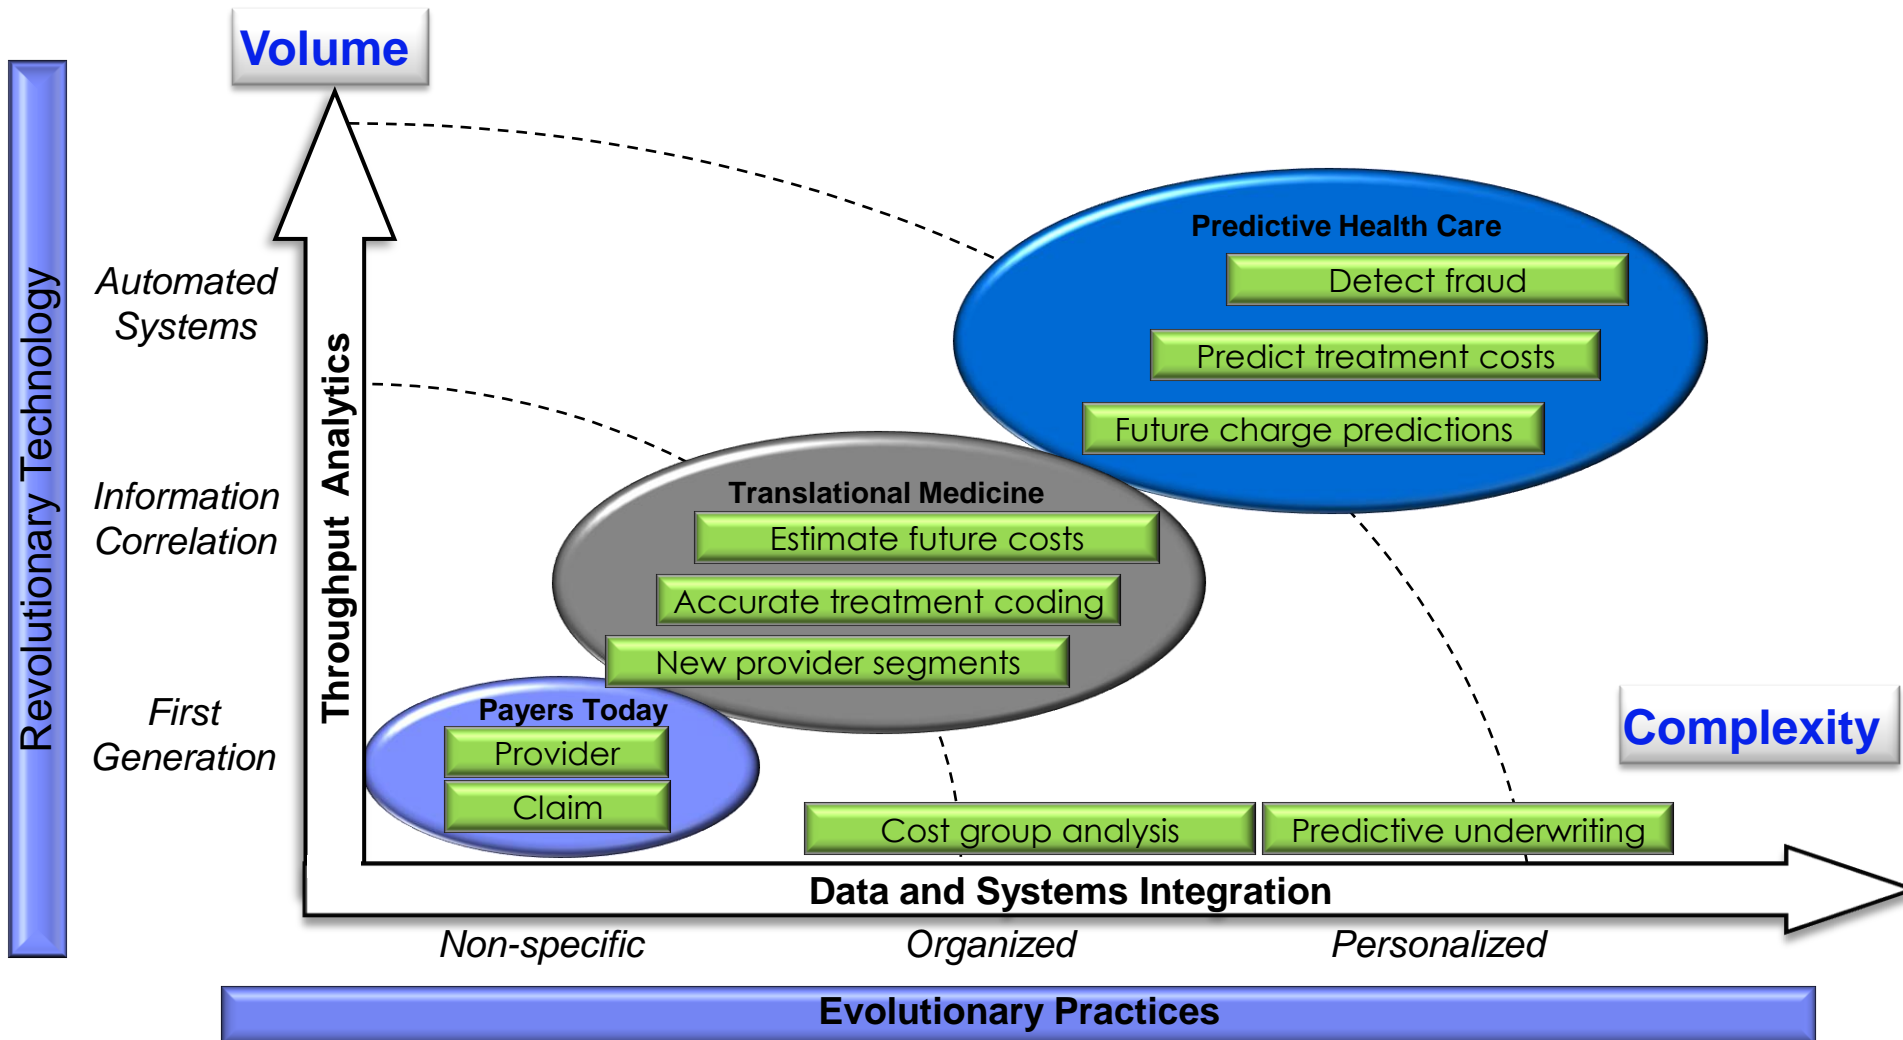 Volume
Revolutionary Technology
Automated
Systems
Information
Correlation
First
Generation
Throughput Analytics
Predictive Health Care
Detect fraud
Predict treatment costs
Future charge predictions
Translational Medicine
Estimate future costs
Accurate treatment coding
New provider segments
Payers Today
Provider
Claim
Complexity
Cost group analysis
Predictive underwriting
Data and Systems Integration
Non-specific
Organized
Personalized
Evolutionary Practices